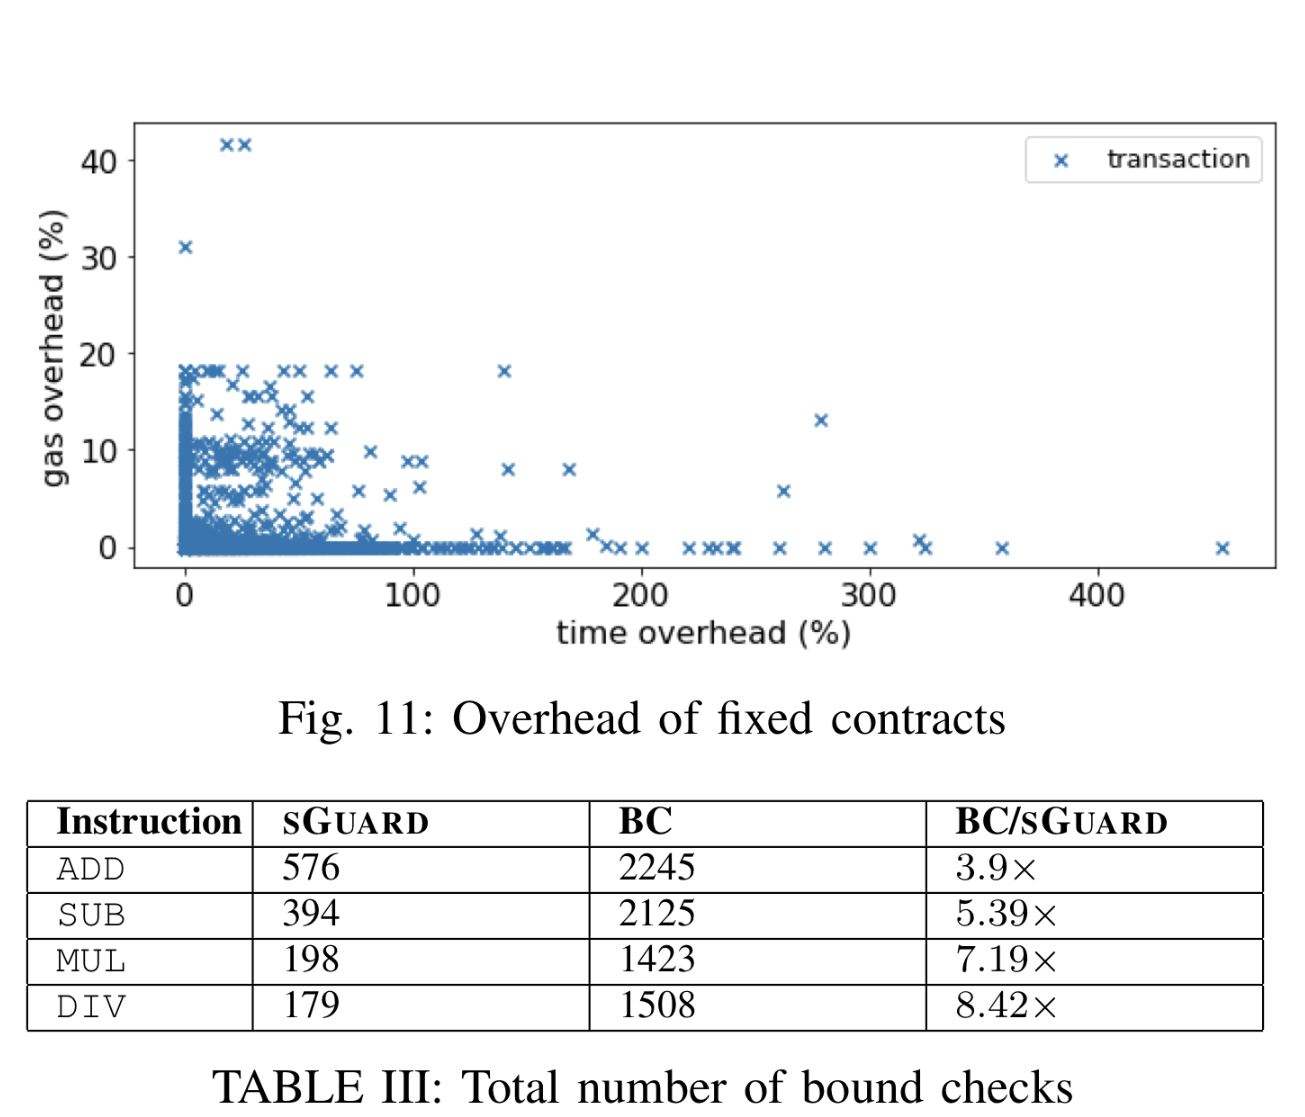 transaction
40
30
20
10
0
gas overhead (%)
0 100 200 300 400
time overhead (%)
Fig. 11: Overhead of fixed contracts
Instruction SGUARD BC BC/SGUARD
ADD 576 2245 3.9×
SUB 394 2125 5.39×
MUL 198 1423 7.19×
DIV 179 1508 8.42×
TABLE III: Total number of bound checks